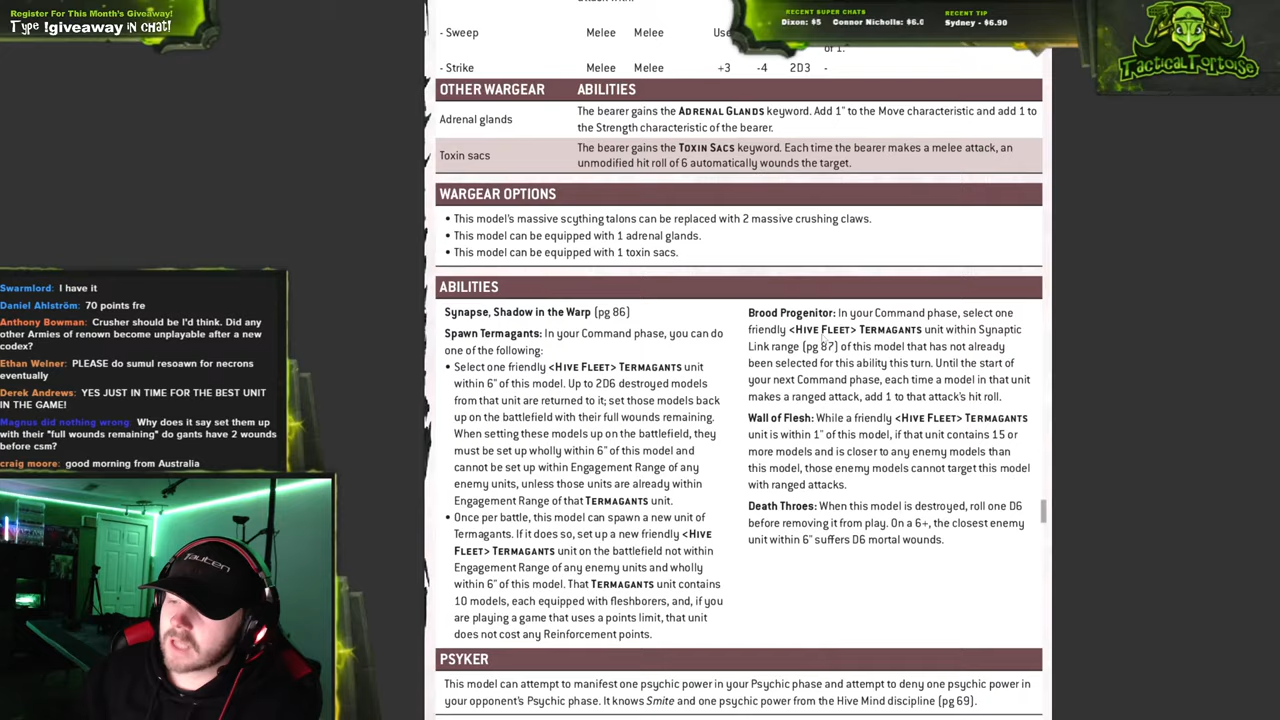 Register For This Month's Giveaway!
Type !giveaway in chat!
RECENT SUPER CHATS
Dixon: $5 Connor Nicholls: $6.
RECENT TIP
Sydney - $6.90
TACTICALTORTOISE
- Sweep Melee Melee Use
of 1."
- Strike Melee Melee +3 -4 2D3 -
OTHER WARGEAR ABILITIES
Adrenal glands
The bearer gains the ADRENAL GLANDS keyword. Add 1" to the Move characteristic and add 1 to
the Strength characteristic of the bearer.
Toxin sacs
The bearer gains the TOXIN SACS keyword. Each time the bearer makes a melee attack, an
unmodified hit roll of 6 automatically wounds the target.
WARGEAR OPTIONS
• This model's massive scything talons can be replaced with 2 massive crushing claws.
• This model can be equipped with 1 adrenal glands.
• This model can be equipped with 1 toxin sacs.
ABILITIES
Synapse, Shadow in the Warp (pg 86)
Spawn Termagants: In your Command phase, you can do
one of the following:
• Select one friendly <HIVE FLEET> TERMAGANTS unit
within 6" of this model. Up to 2D6 destroyed models
from that unit are returned to it; set those models back
up on the battlefield with their full wounds remaining.
When setting these models up on the battlefield, they
must be set up wholly within 6" of this model and
cannot be set up within Engagement Range of any
enemy units, unless those units are already within
Engagement Range of that TERMAGANTS unit.
• Once per battle, this model can spawn a new unit of
Termagants. If it does so, set up a new friendly <HIVE
FLEET> TERMAGANTS unit on the battlefield not within
Engagement Range of any enemy units and wholly
within 6" of this model. That TERMAGANTS unit contains
10 models, each equipped with fleshborers, and, if you
are playing a game that uses a points limit, that unit
does not cost any Reinforcement points.
Brood Progenitor: In your Command phase, select one
friendly <HIVE FLEET> TERMAGANTS unit within Synaptic
Link range (pg 87) of this model that has not already
been selected for this ability this turn. Until the start of
your next Command phase, each time a model in that unit
makes a ranged attack, add 1 to that attack's hit roll.
Wall of Flesh: While a friendly <HIVE FLEET> TERMAGANTS
unit is within 1" of this model, if that unit contains 15 or
more models and is closer to any enemy models than
this model, those enemy models cannot target this model
with ranged attacks.
Death Throes: When this model is destroyed, roll one D6
before removing it from play. On a 6+, the closest enemy
unit within 6" suffers D6 mortal wounds.
PSYKER
This model can attempt to manifest one psychic power in your Psychic phase and attempt to deny one psychic power in
your opponent's Psychic phase. It knows Smite and one psychic power from the Hive Mind discipline (pg 69).
Swarmlord: I have it
Daniel Ahlström: 70 points fre
Anthony Bowman: Crusher should be I'd think. Did any
other Armies of renown become unplayable after a new
codex?
Ethan Weiner: PLEASE do sumul resoawn for necrons
eventually
Derek Andrews: YES JUST IN TIME FOR THE BEST UNIT
IN THE GAME!
Magnus did nothing wrong: Why does it say set them up
with their "full wounds remaining" do gants have 2 wounds
before csm?
craig moore: good morning from Australia
rauten